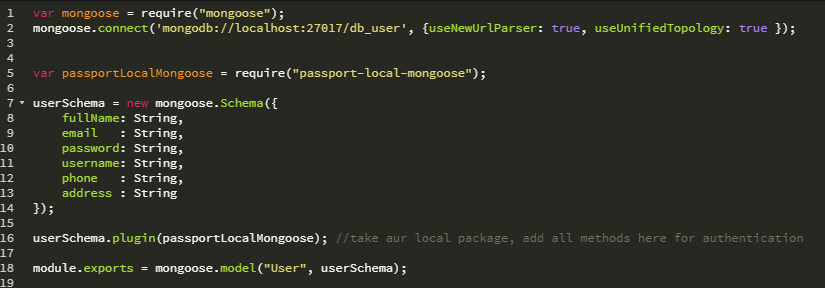 1 var mongoose = require("mongoose");
2 mongoose.connect('mongodb://localhost:27017/db_user', {useNewUrlParser: true, useUnifiedTopology: true });
3
4
5 var passportLocalMongoose = require("passport-local-mongoose");
6
7 userSchema = new mongoose.Schema({
8     fullName: String,
9     email   : String,
10     password: String,
11     username: String,
12     phone   : String,
13     address : String
14 });
15
16 userSchema.plugin(passportLocalMongoose); //take aur local package, add all methods here for authentication
17
18 module.exports = mongoose.model("User", userSchema);
19